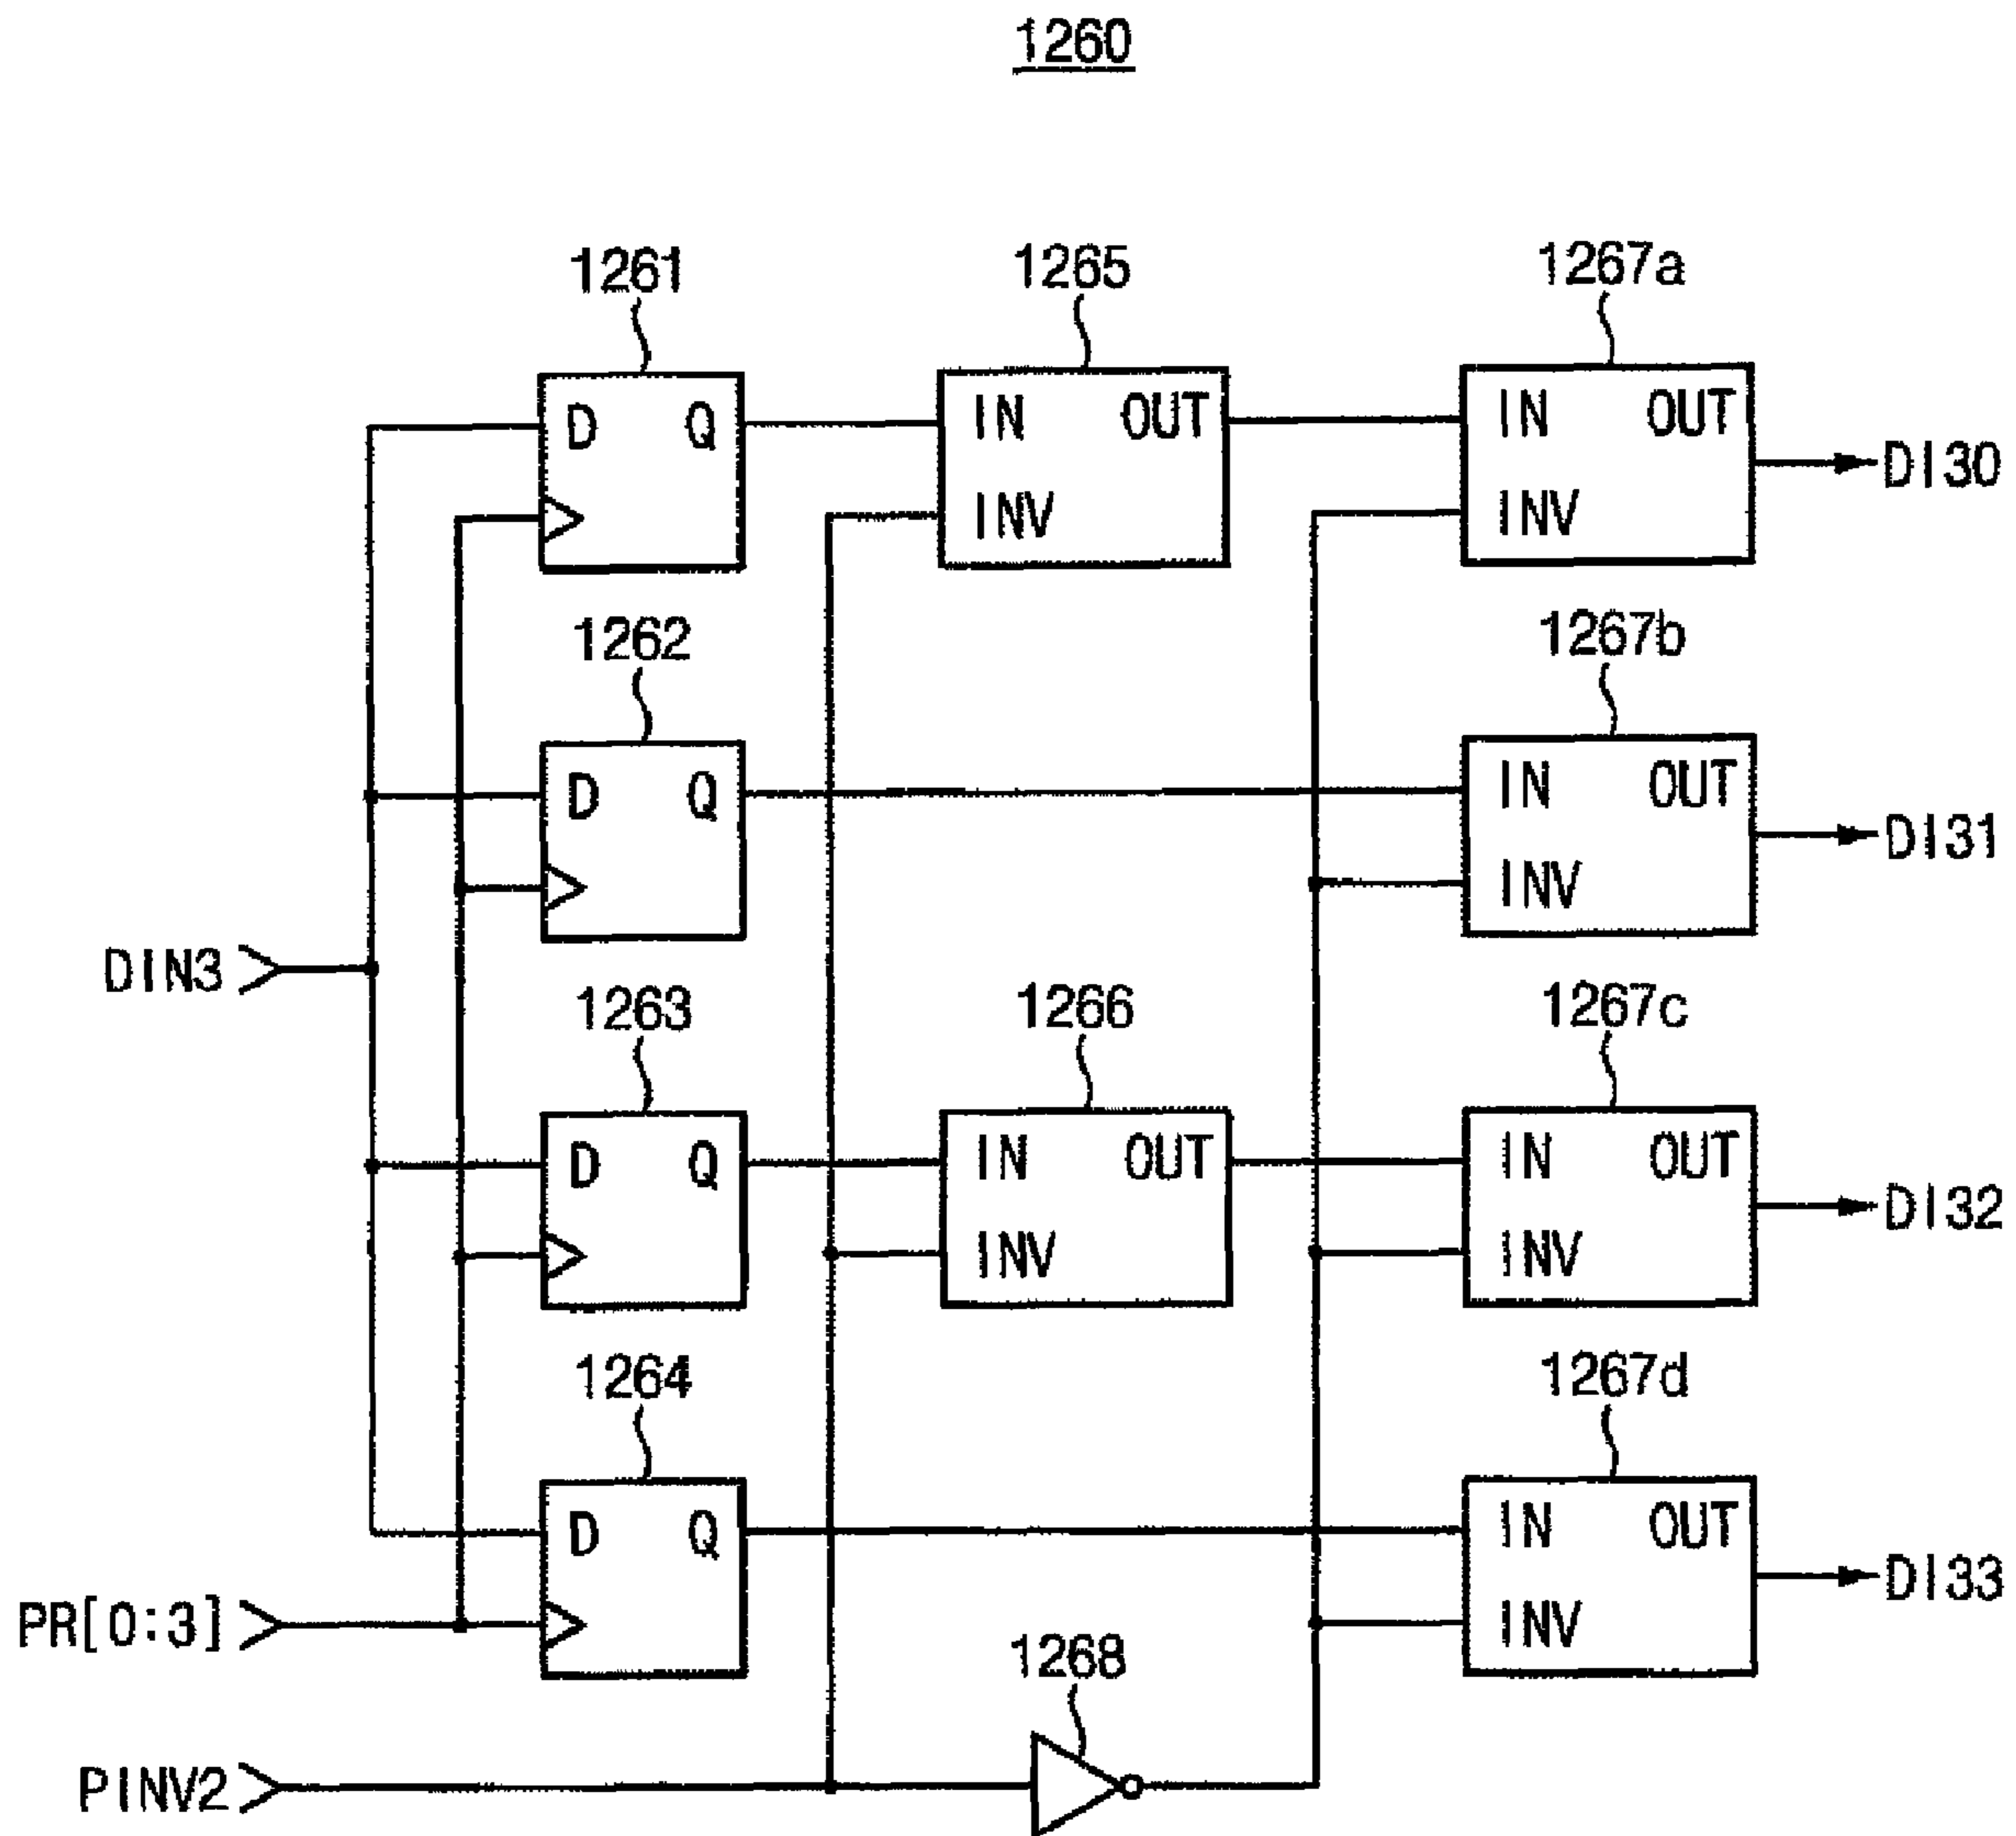 1260
1261
1265
1267a
D Q
IN OUT
IN OUT
DI30
INV
INV
1262
1267b
D Q
IN OUT
DI31
INV
DIN3
1263
1266
1267c
D Q
IN OUT
IN OUT
DI32
INV
INV
1264
1267d
D Q
IN OUT
DI33
PR[0:3]
INV
1268
PINV2